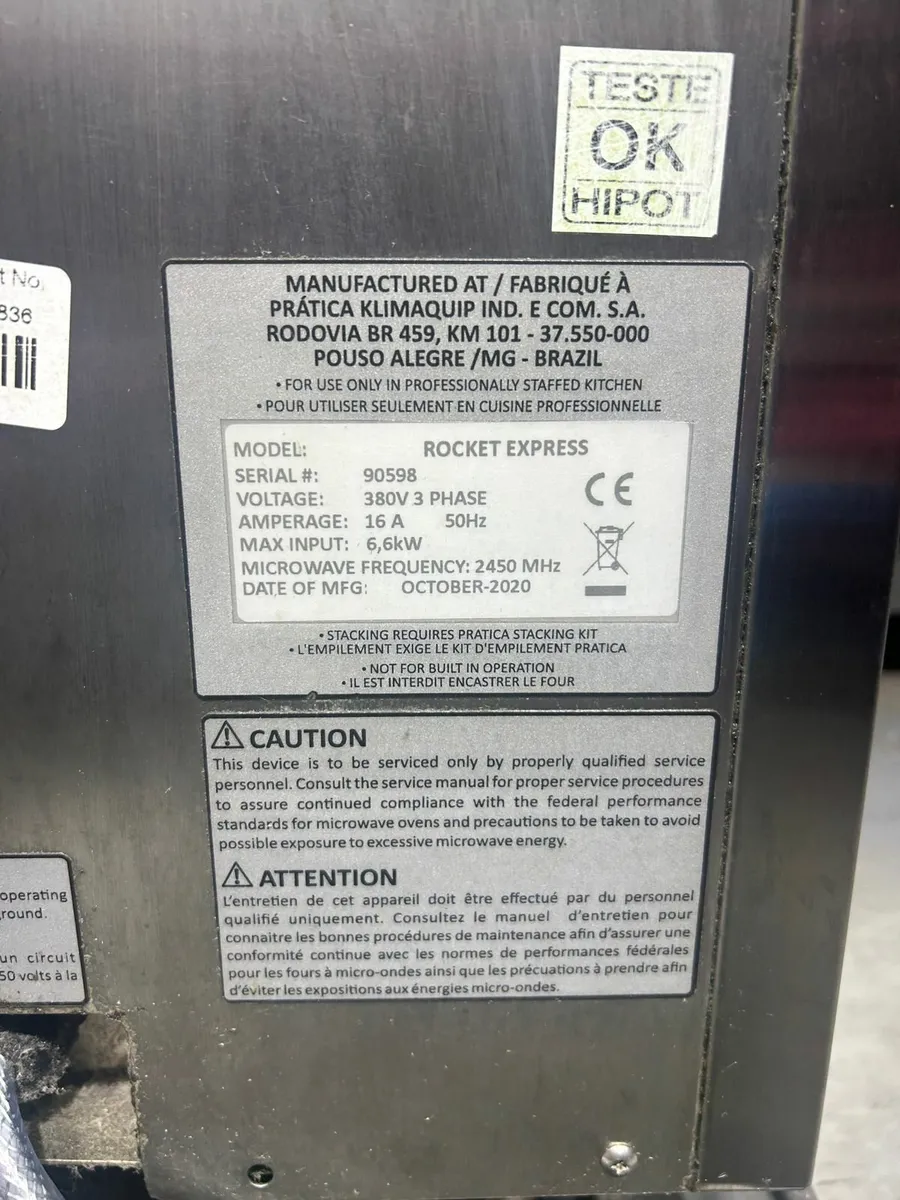 TESTE
OK
HIPOT
t No.
836
MANUFACTURED AT / FABRIQUÉ À
PRÁTICA KLIMAQUIP IND. E COM. S.A.
RODOVIA BR 459, KM 101 - 37.550-000
POUSO ALEGRE /MG - BRAZIL
• FOR USE ONLY IN PROFESSIONALLY STAFFED KITCHEN
• POUR UTILISER SEULEMENT EN CUISINE PROFESSIONNELLE
MODEL: ROCKET EXPRESS
SERIAL #: 90598
VOLTAGE: 380V 3 PHASE
AMPERAGE: 16 A 50Hz
MAX INPUT: 6,6kW
MICROWAVE FREQUENCY: 2450 MHz
DATE OF MFG: OCTOBER-2020
CE
• STACKING REQUIRES PRATICA STACKING KIT
• L'EMPILEMENT EXIGE LE KIT D'EMPILEMENT PRATICA
• NOT FOR BUILT IN OPERATION
• IL EST INTERDIT ENCASTRER LE FOUR
CAUTION
This device is to be serviced only by properly qualified service
personnel. Consult the service manual for proper service procedures
to assure continued compliance with the federal performance
standards for microwave ovens and precautions to be taken to avoid
possible exposure to excessive microwave energy.
ATTENTION
L'entretien de cet appareil doit être effectué par du personnel
qualifié uniquement. Consultez le manuel d'entretien pour
connaitre les bonnes procédures de maintenance afin d'assurer une
conformité continue avec les normes de performances fédérales
pour les fours à micro-ondes ainsi que les précuations à prendre afin
d'éviter les expositions aux énergies micro-ondes.
operating
round.
un circuit
50 volts à la